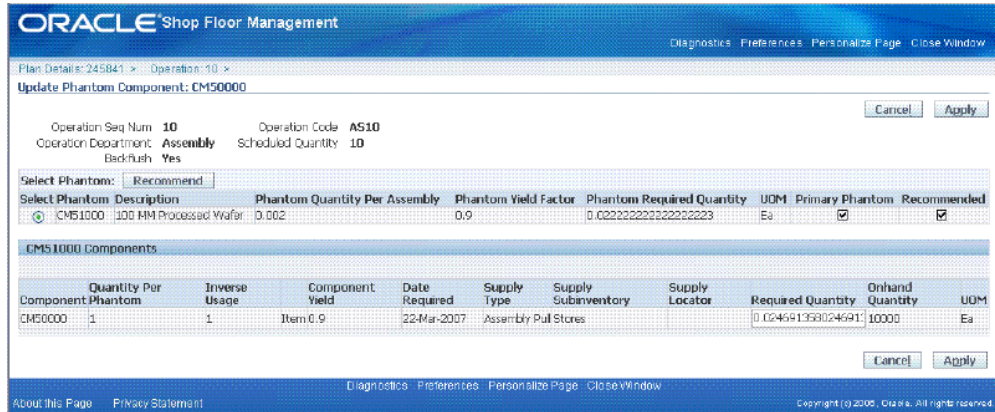 ORACLE Shop Floor Management
Diagnostics Preferences Personalize Page Close Window
Plan Details: 245841 > Operation: 10 >
Update Phantom Component: CM50000
Cancel Apply
Operation Seq Num 10 Operation Code AS10
Operation Department Assembly Scheduled Quantity 10
Backflush Yes
Select Phantom: Recommend
Select Phantom Description Phantom Quantity Per Assembly Phantom Yield Factor Phantom Required Quantity UOM Primary Phantom Recommended
CM51000 100 MM Processed Wafer 0.002 0.9 0.022222222222222223 Ea
CM51000 Components
Quantity Per Inverse Component Date Supply Supply Supply Onhand
Component Phantom Usage Yield Required Type Subinventory Locator Required Quantity Quantity UOM
CM50000 1 1 Item 0.9 22-Mar-2007 Assembly Pull Stores 0.024691358024691 10000 Ea
Cancel Apply
Diagnostics Preferences Personalize Page Close Window
About this Page Privacy Statement Copyright (c) 2006, Oracle. All rights reserved.